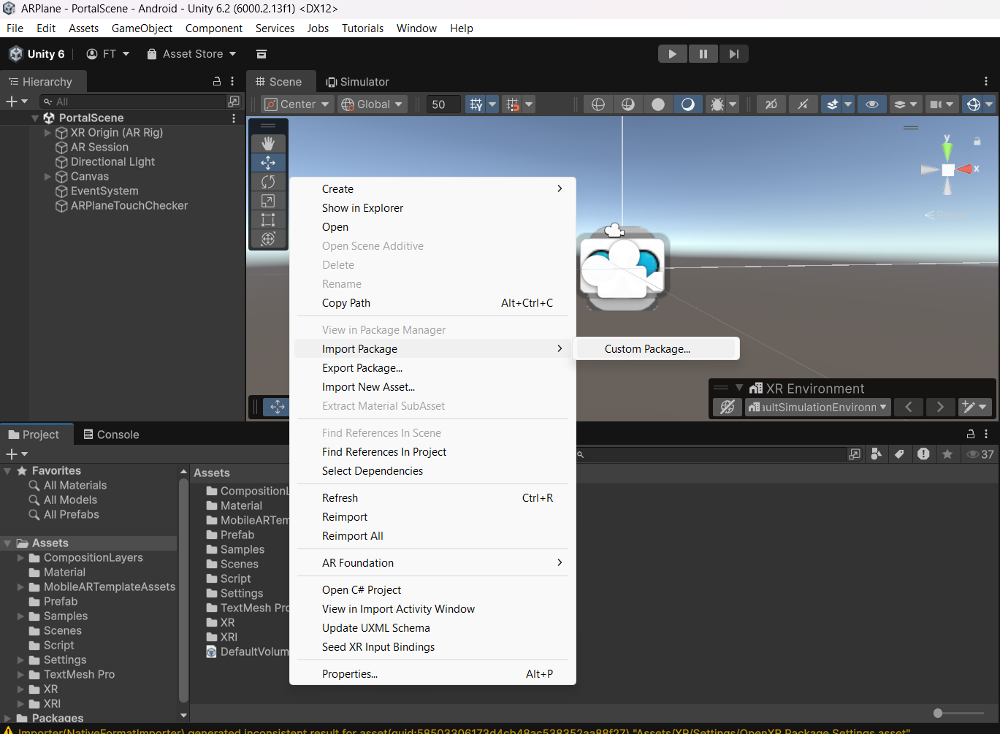 ARPlane - PortalScene - Android - Unity 6.2 (6000.2.13f1) <DX12>
File Edit Assets GameObject Component Services Jobs Tutorials Window Help
Unity 6 FT Asset Store
Hierarchy
Scene Simulator
All
Center Global 50
2D
PortalScene
XR Origin (AR Rig)
AR Session
Directional Light
Canvas
EventSystem
ARPlaneTouchChecker
y
x
Persp
Create
Show in Explorer
Open
Open Scene Additive
Delete
Rename
Copy Path Alt+Ctrl+C
View in Package Manager
Import Package
Custom Package...
Export Package...
Import New Asset...
Extract Material SubAsset
Find References In Scene
Find References In Project
Select Dependencies
Refresh Ctrl+R
Reimport
Reimport All
AR Foundation
Open C# Project
View in Import Activity Window
Update UXML Schema
Seed XR Input Bindings
Properties... Alt+P
XR Environment
aultSimulationEnvironn
Project Console
37
Favorites
All Materials
All Models
All Prefabs
Assets
CompositionLayers
Material
MobileARTemplateAssets
Prefab
Samples
Scenes
Script
Settings
TextMesh Pro
XR
XRI
Packages
Assets
CompositionL
Material
MobileARTem
Prefab
Samples
Scenes
Script
Settings
TextMesh Pro
XR
XRI
DefaultVolum
Importer(NativeFormatImporter) generated inconsistent result for asset(guid:58503306173d4cb48ac538352aa88f27) "Assets/XR/Settings/OpenXR Package Settings.asset"